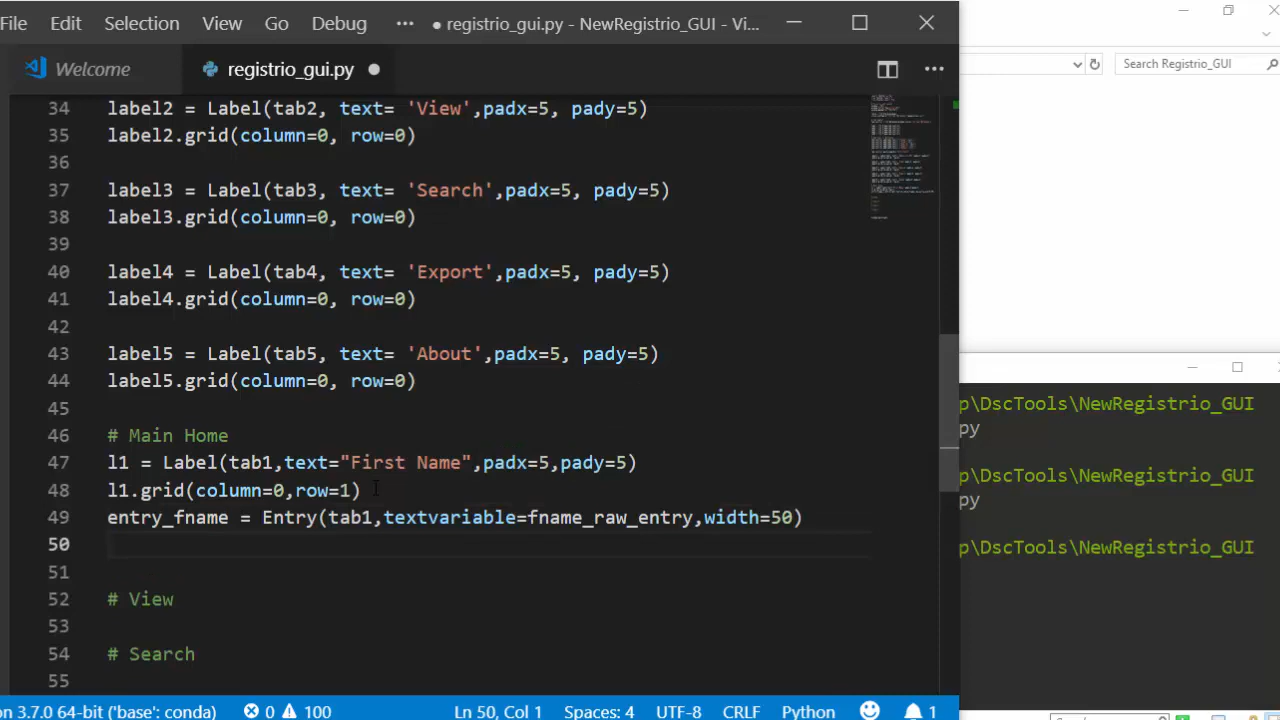 File Edit Selection View Go Debug ··· ● registrio_gui.py - NewRegistrio_GUI - Vi...
Welcome registrio_gui.py
Search Registrio_GUI
34 label2 = Label(tab2, text= 'View',padx=5, pady=5)
35 label2.grid(column=0, row=0)
36
37 label3 = Label(tab3, text= 'Search',padx=5, pady=5)
38 label3.grid(column=0, row=0)
39
40 label4 = Label(tab4, text= 'Export',padx=5, pady=5)
41 label4.grid(column=0, row=0)
42
43 label5 = Label(tab5, text= 'About',padx=5, pady=5)
44 label5.grid(column=0, row=0)
45
46 # Main Home
47 l1 = Label(tab1,text="First Name",padx=5,pady=5)
48 l1.grid(column=0,row=1)
49 entry_fname = Entry(tab1,textvariable=fname_raw_entry,width=50)
50
51
52 # View
53
54 # Search
55
p\DscTools\NewRegistrio_GUI
py
p\DscTools\NewRegistrio_GUI
py
p\DscTools\NewRegistrio_GUI
on 3.7.0 64-bit ('base': conda) 0 100 Ln 50, Col 1 Spaces: 4 UTF-8 CRLF Python 1